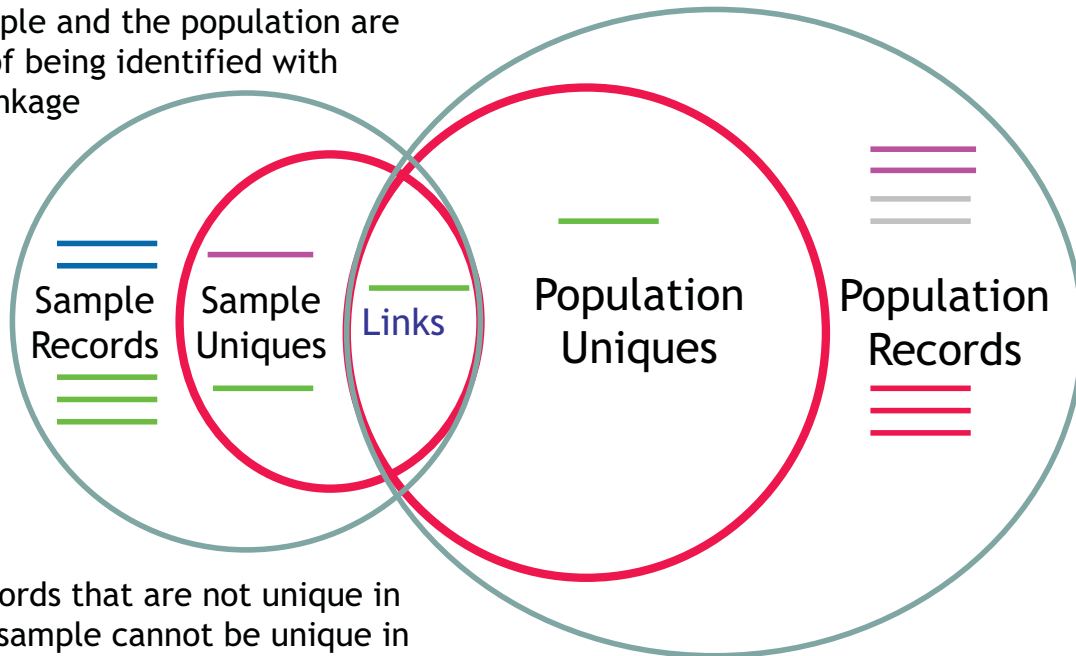 ple and the population are
of being identified with
nkage
Sample
Records
Sample
Uniques
Links
Population
Uniques
Population
Records
ords that are not unique in
sample cannot be unique in